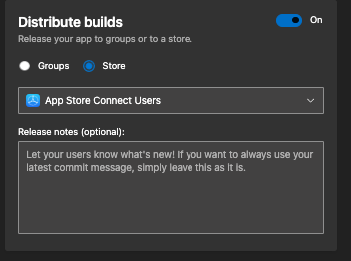 Distribute builds
On
Release your app to groups or to a store.
Groups
Store
App Store Connect Users
Release notes (optional):
Let your users know what's new! If you want to always use your
latest commit message, simply leave this as it is.